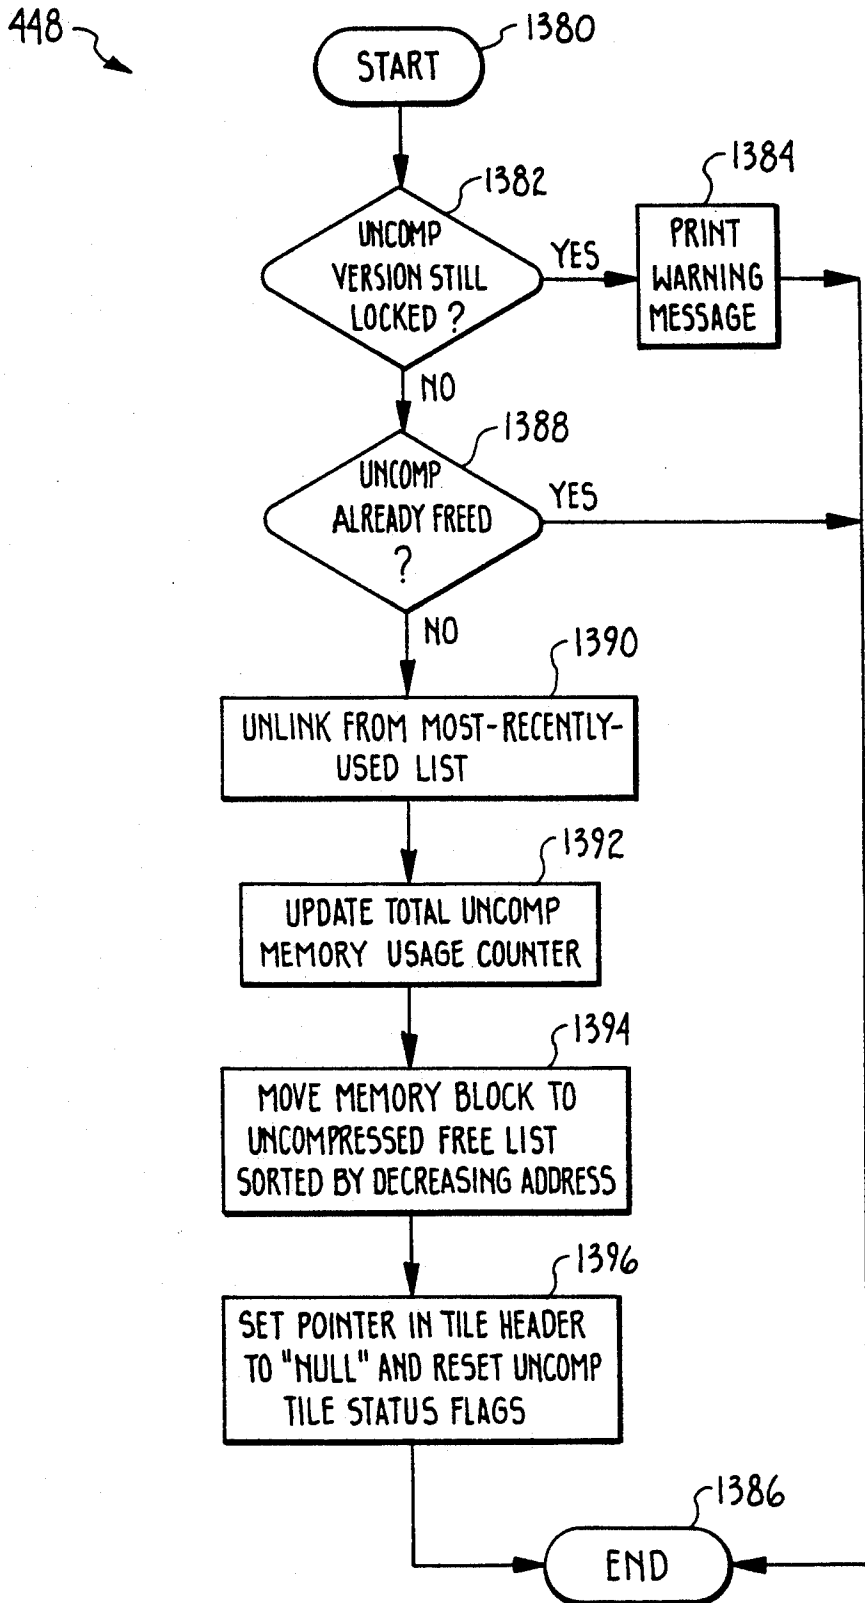 448
1380
START
1382
UNCOMP
VERSION STILL
LOCKED ?
YES
1384
PRINT
WARNING
MESSAGE
NO
1388
UNCOMP
ALREADY FREED
?
YES
NO
1390
UNLINK FROM MOST-RECENTLY-
USED LIST
1392
UPDATE TOTAL UNCOMP
MEMORY USAGE COUNTER
1394
MOVE MEMORY BLOCK TO
UNCOMPRESSED FREE LIST
SORTED BY DECREASING ADDRESS
1396
SET POINTER IN TILE HEADER
TO "NULL" AND RESET UNCOMP
TILE STATUS FLAGS
1386
END